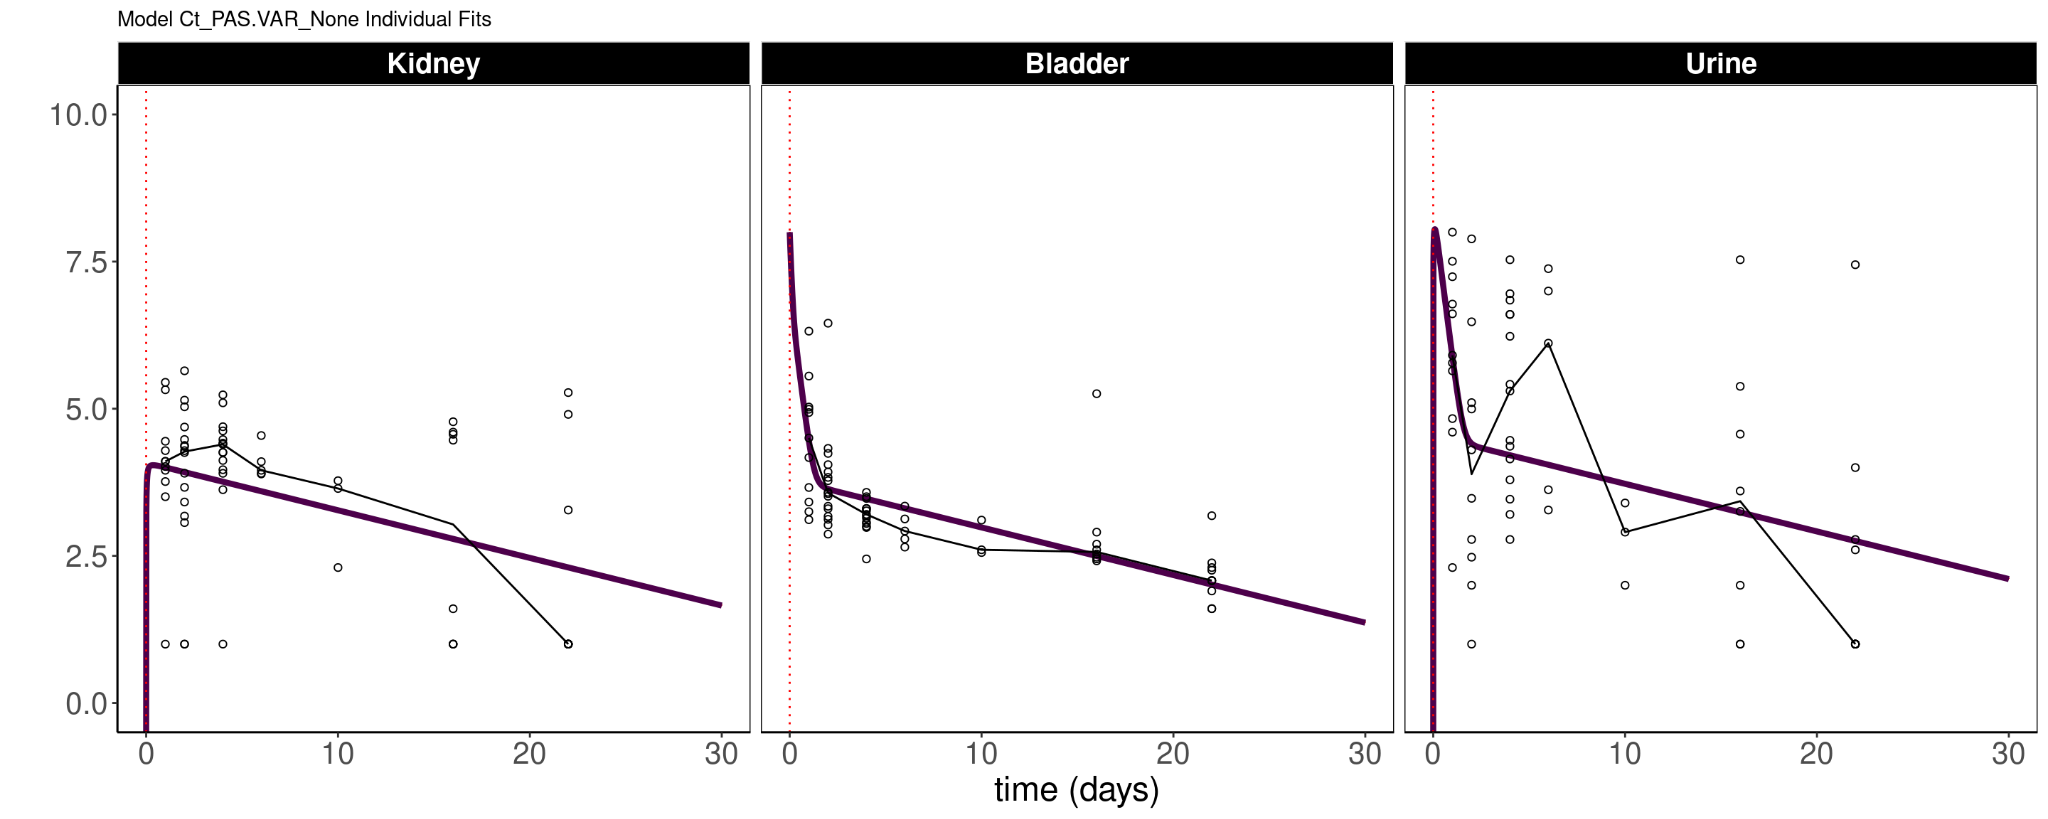 Model Ct_PAS.VAR_None Individual Fits
Kidney Bladder Urine
10.0
7.5
5.0
2.5
0.0
0 10 20 30 0 10 20 30 0 10 20 30
time (days)